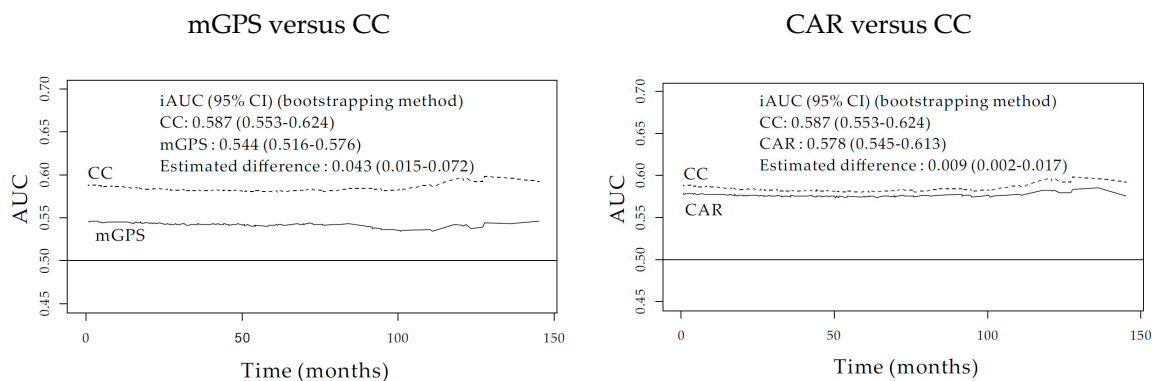 mGPS versus CC
AUC
0.70
0.65
0.60
0.55
0.50
0.45
iAUC (95% CI) (bootstrapping method)
CC: 0.587 (0.553-0.624)
mGPS : 0.544 (0.516-0.576)
Estimated difference : 0.043 (0.015-0.072)
CC
mGPS
0
50
100
150
Time (months)
CAR versus CC
AUC
0.70
0.65
0.60
0.55
0.50
0.45
iAUC (95% CI) (bootstrapping method)
CC: 0.587 (0.553-0.624)
CAR : 0.578 (0.545-0.613)
Estimated difference : 0.009 (0.002-0.017)
CC
CAR
0
50
100
150
Time (months)